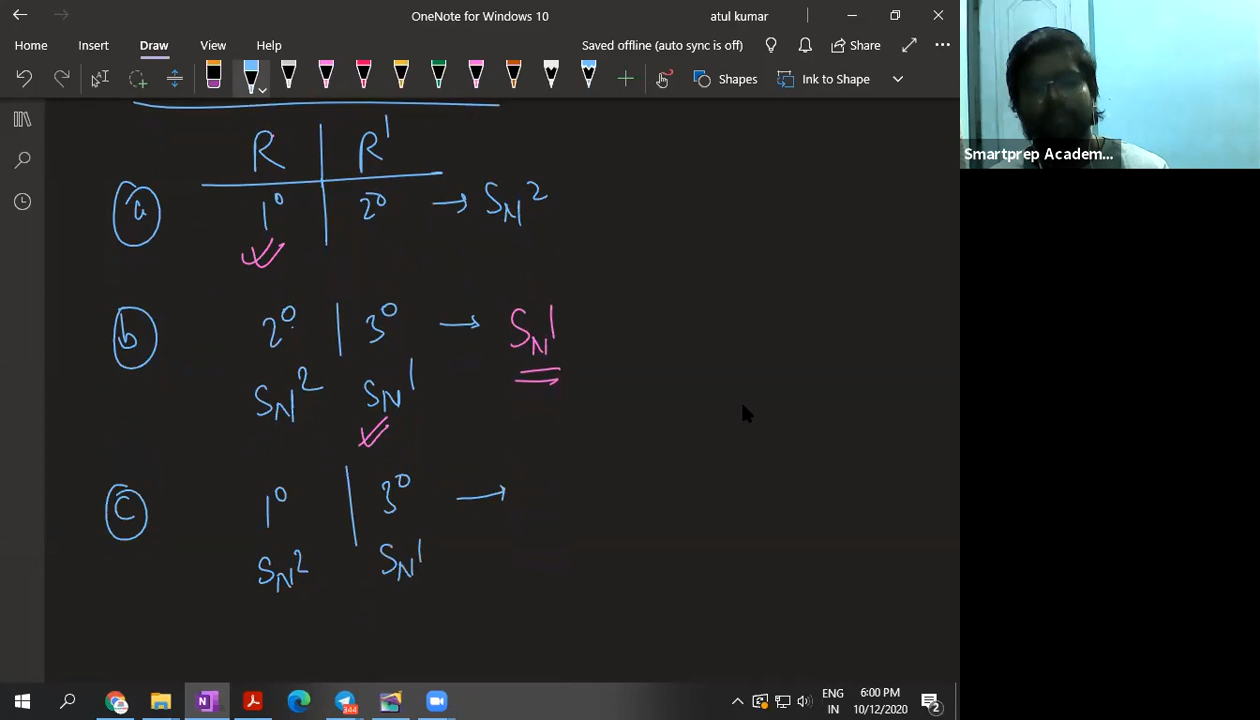 OneNote for Windows 10
atul kumar
Home Insert Draw View Help
Saved offline (auto sync is off)
Share
Shapes
Ink to Shape
Smartprep Academ...
R | R'
a 1° | 2° → SN2
b 2° | 3° → SN1
SN2 SN1
c 1° | 3° →
SN2 SN1
344
ENG
IN
6:00 PM
10/12/2020
2